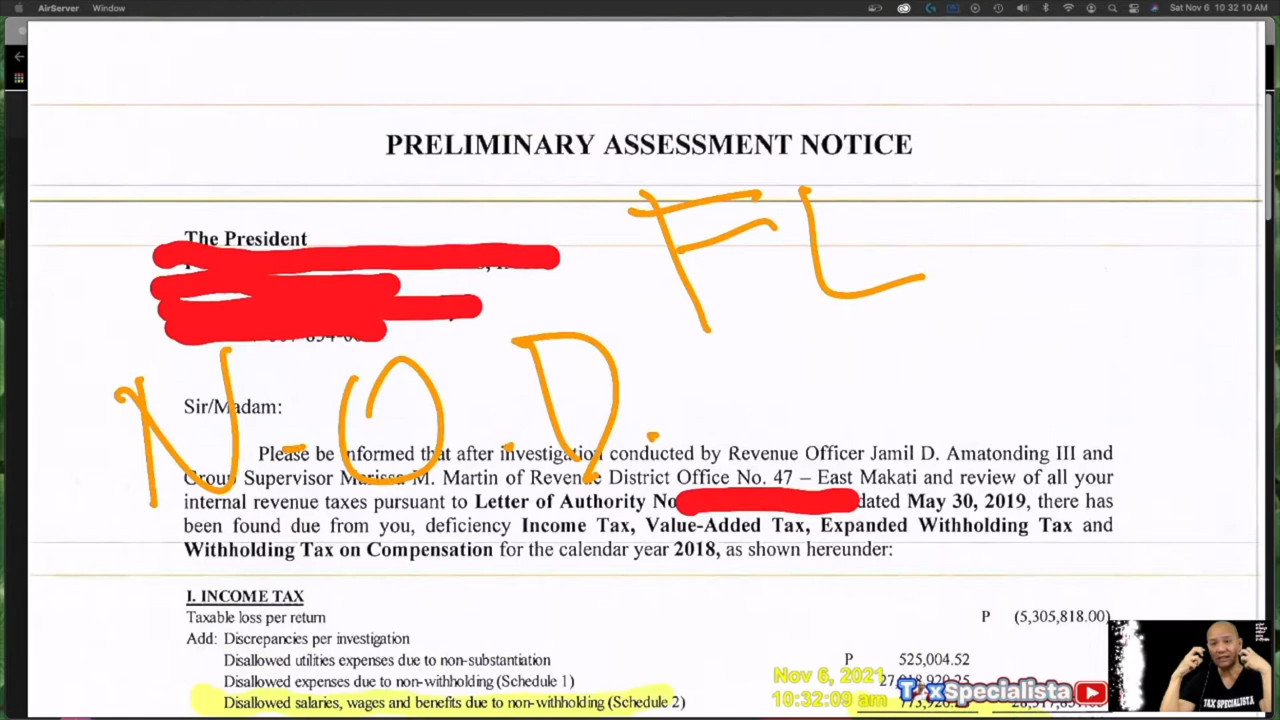 AirServer Window Sat Nov 6 10:32:10 AM
PRELIMINARY ASSESSMENT NOTICE
FL
The President
N-O.D.
Sir/Madam:
Please be informed that after investigation conducted by Revenue Officer Jamil D. Amatonding III and
Group Supervisor Marissa M. Martin of Revenue District Office No. 47 – East Makati and review of all your
internal revenue taxes pursuant to Letter of Authority No dated May 30, 2019, there has
been found due from you, deficiency Income Tax, Value-Added Tax, Expanded Withholding Tax and
Withholding Tax on Compensation for the calendar year 2018, as shown hereunder:
I. INCOME TAX
Taxable loss per return P (5,305,818.00)
Add: Discrepancies per investigation
Disallowed utilities expenses due to non-substantiation P 525,004.52
Disallowed expenses due to non-withholding (Schedule 1)
Disallowed salaries, wages and benefits due to non-withholding (Schedule 2)
Nov 6, 2021
10:32:09 am
TaxSpecialista
TAX SPECIALISTA